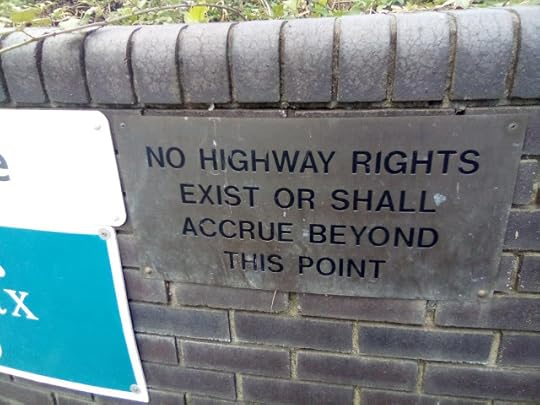 NO HIGHWAY RIGHTS
EXIST OR SHALL
ACCRUE BEYOND
THIS POINT
e
x